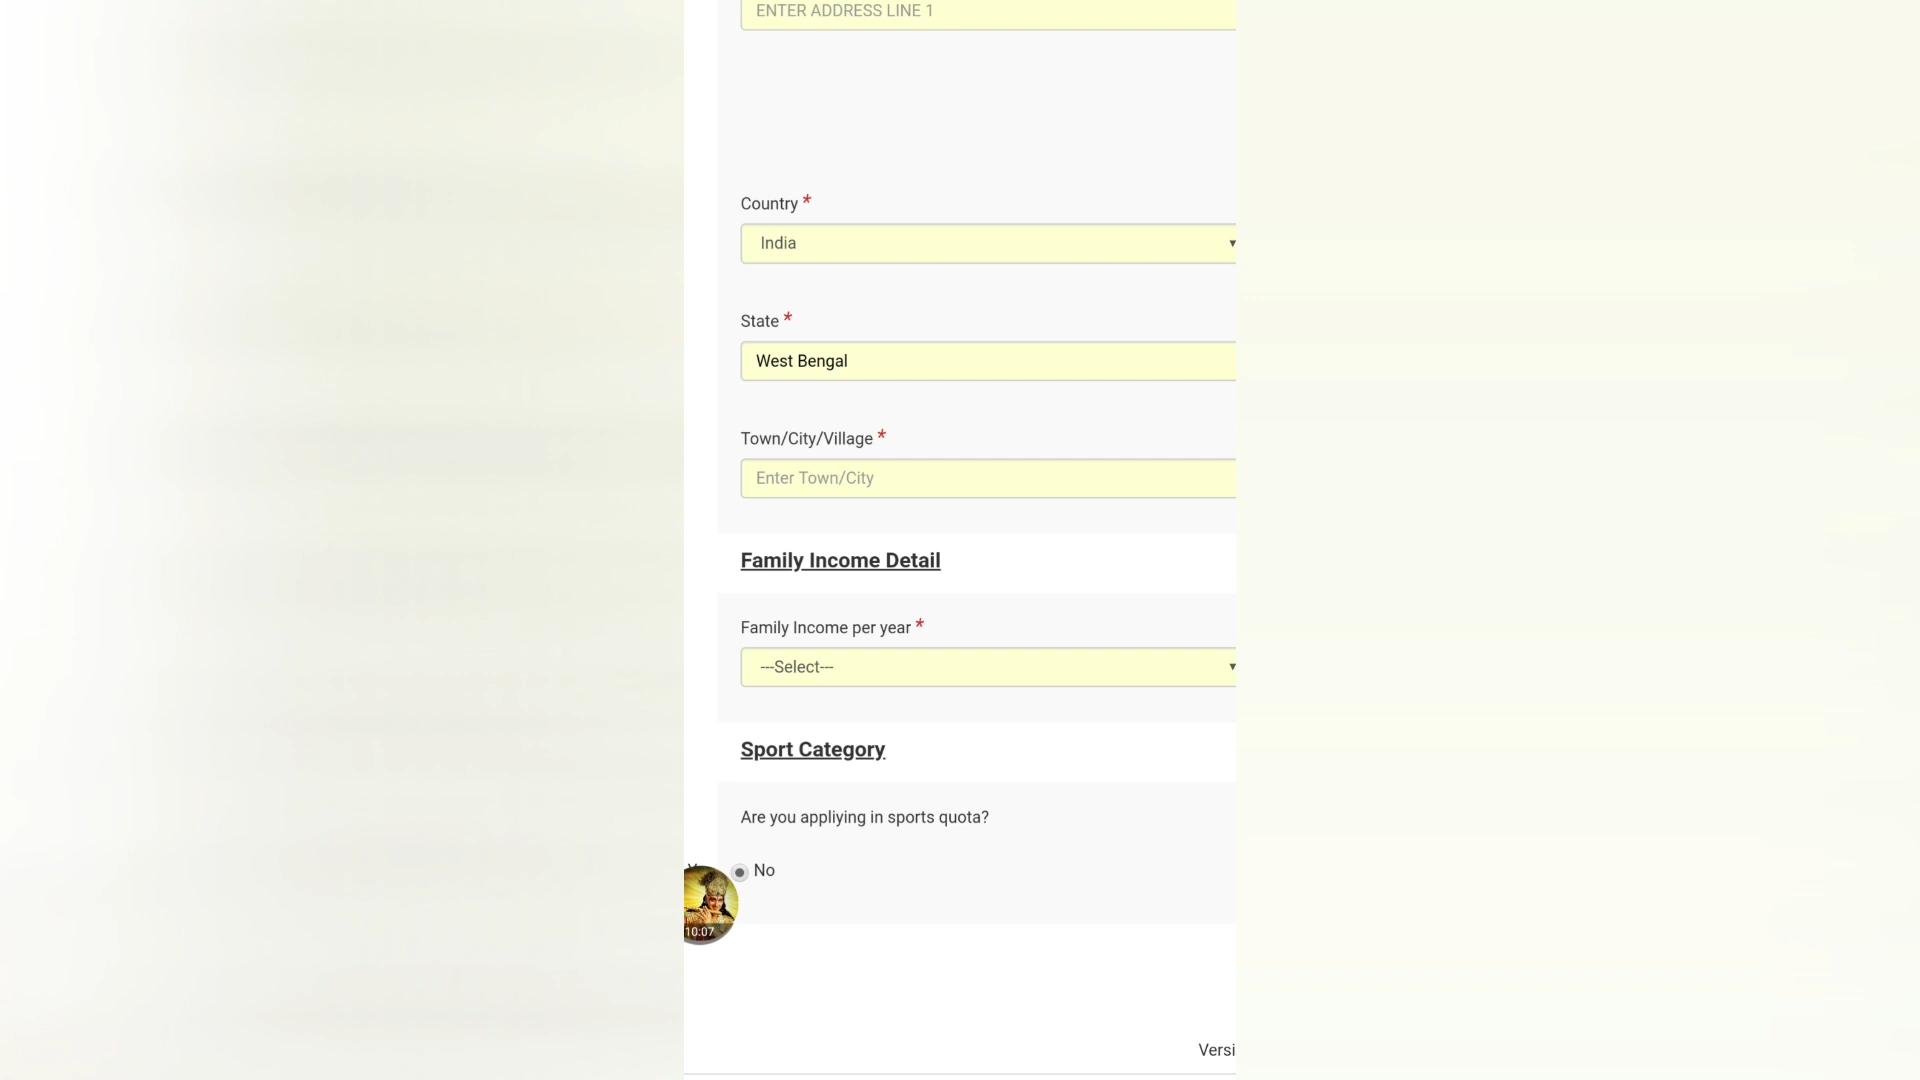 ENTER ADDRESS LINE 1
Country *
India
State *
West Bengal
Town/City/Village *
Enter Town/City
Family Income Detail
Family Income per year *
---Select---
Sport Category
Are you appliying in sports quota?
No
10:07
Versi